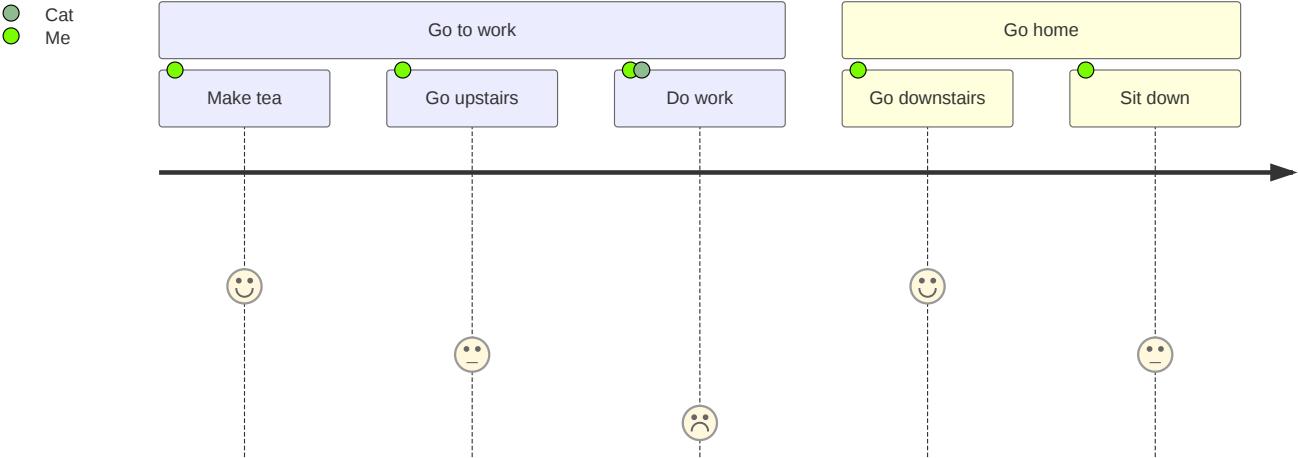 Cat
Me
Go to work
Go home
Make tea
Go upstairs
Do work
Go downstairs
Sit down